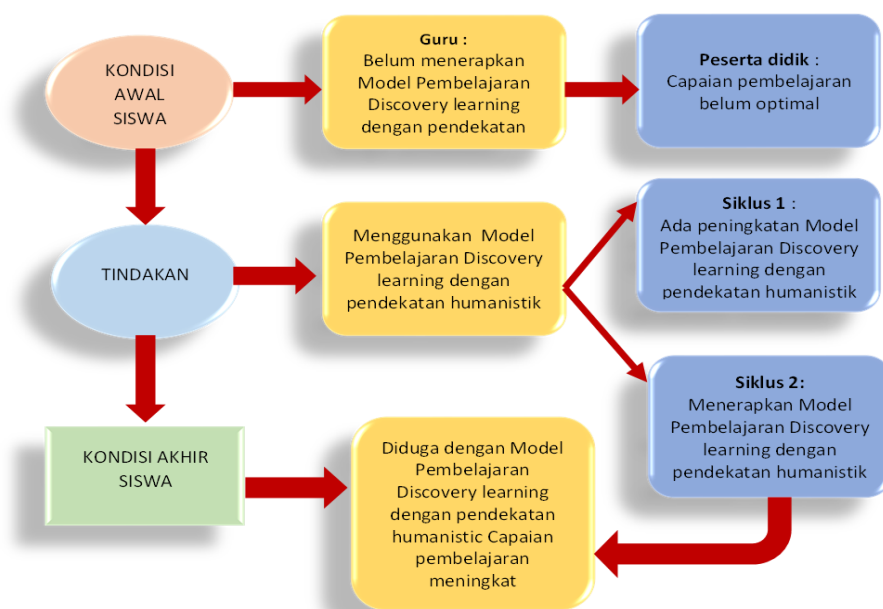 KONDISI
AWAL
SISWA
Guru :
Belum menerapkan
Model Pembelajaran
Discovery learning
dengan pendekatan
Peserta didik :
Capaian pembelajaran
belum optimal
TINDAKAN
Menggunakan Model
Pembelajaran Discovery
learning dengan
pendekatan humanistik
Siklus 1 :
Ada peningkatan Model
Pembelajaran Discovery
learning dengan
pendekatan humanistik
Siklus 2:
Menerapkan Model
Pembelajaran Discovery
learning dengan
pendekatan humanistik
KONDISI AKHIR
SISWA
Diduga dengan Model
Pembelajaran
Discovery learning
dengan pendekatan
humanistic Capaian
pembelajaran
meningkat